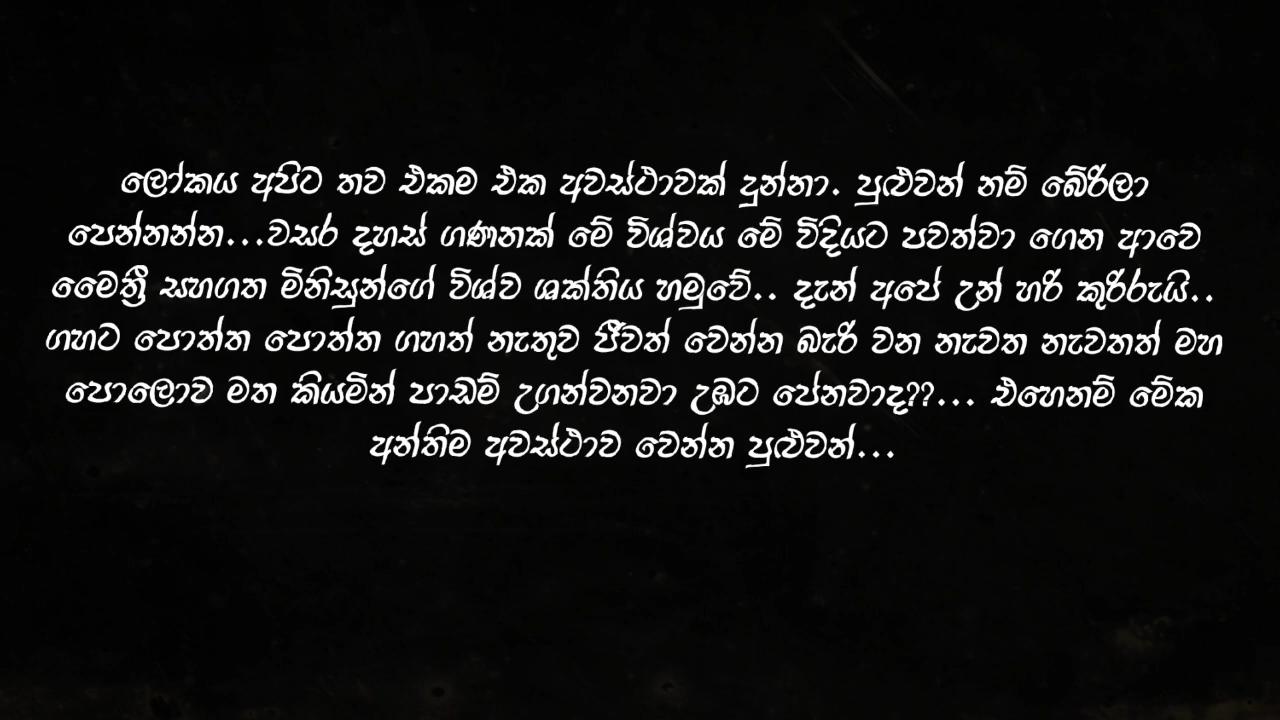 ලෝකය අපිට තව එකම එක අවස්ථාවක් දුන්නා. පුළුවන් නම් බේරිලා
පෙන්නන්න...වසර දහස් ගණනක් මේ විශ්වය මේ විදියට පවත්වා ගෙන ආවෙ
මෛත්‍රී සහගත මිනිසුන්ගේ විශ්ව ශක්තිය හමුවේ.. දැන් අපේ උන් හරි කුරිරුයි..
ගහට පොත්ත පොත්ත ගහත් නැතුව ජීවත් වෙන්න බැරි වන නැවත නැවතත් මහ
පොලොව මත කියමින් පාඩම් උගන්වනවා උඹට පේනවාද??... එහෙනම් මේක
අන්තිම අවස්ථාව වෙන්න පුළුවන්...